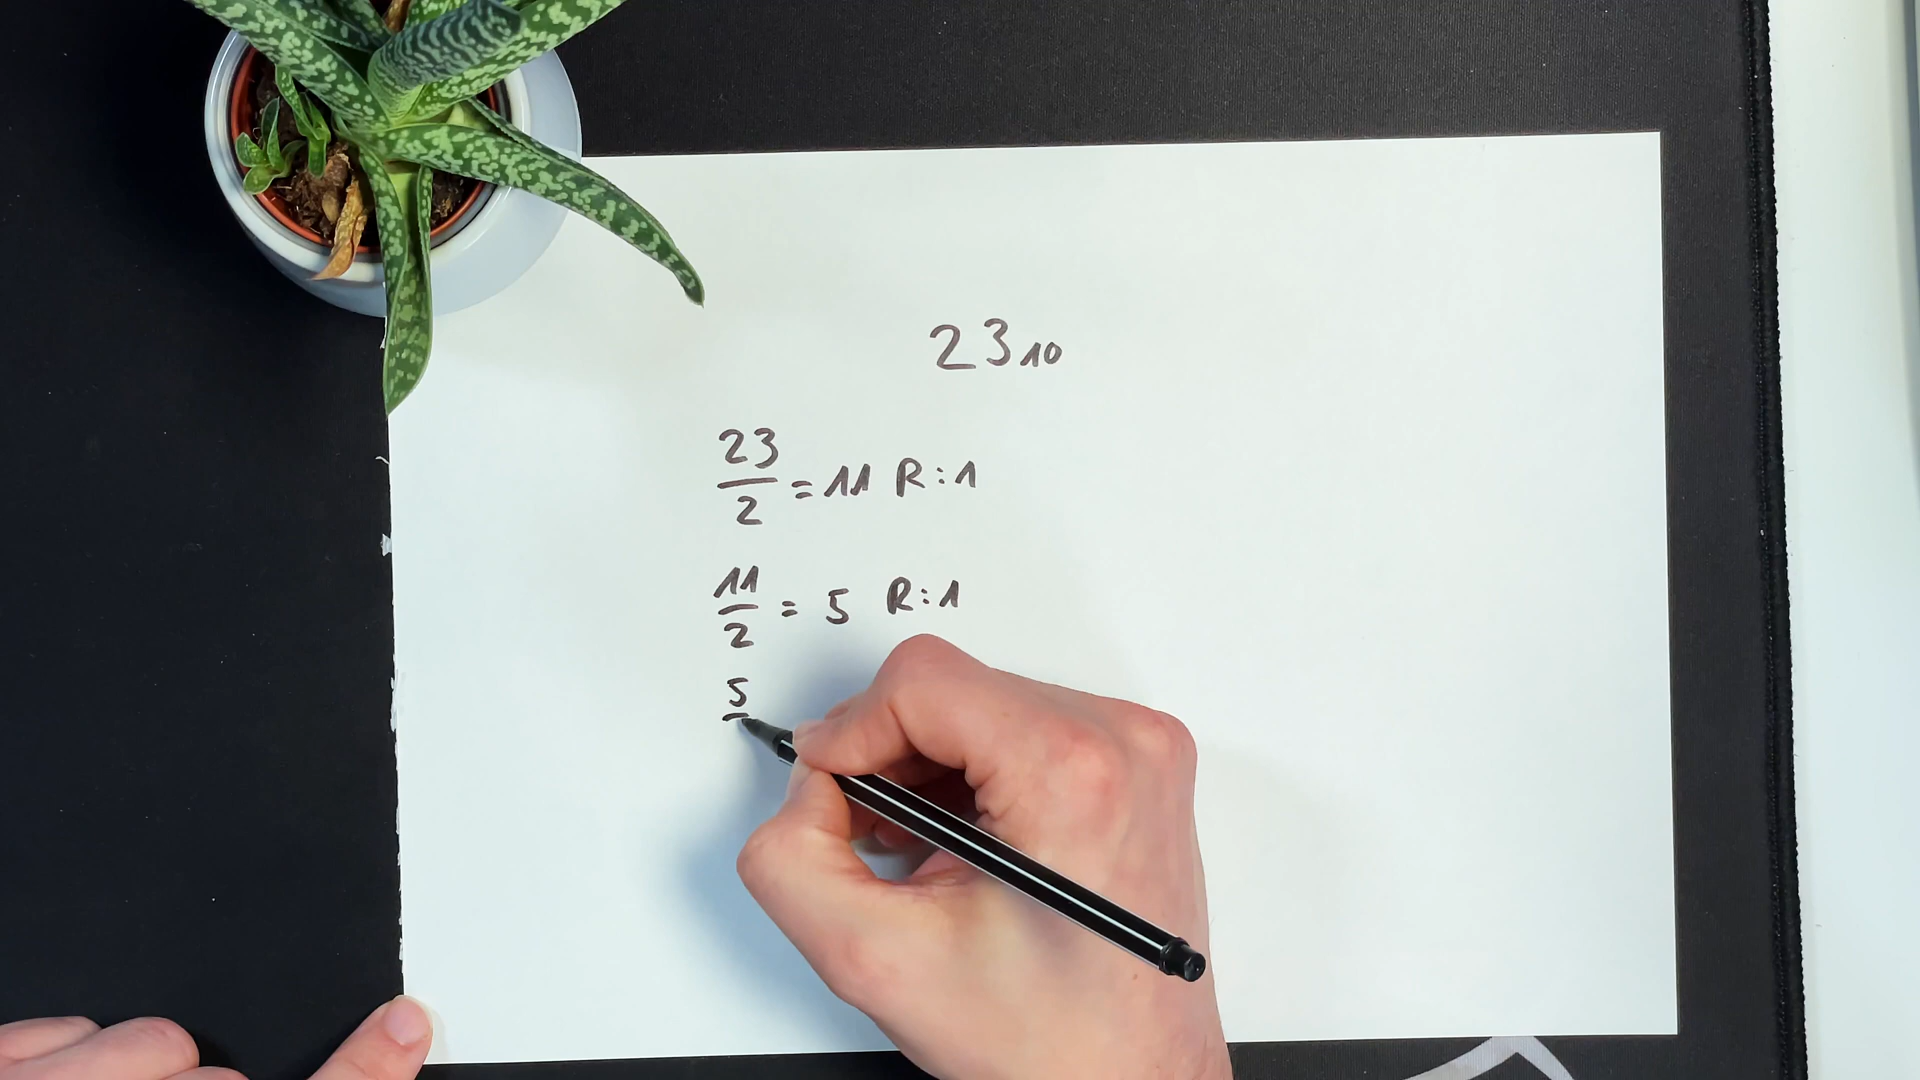 23₁₀
23/2 = 11 R:1
11/2 = 5 R:1
5